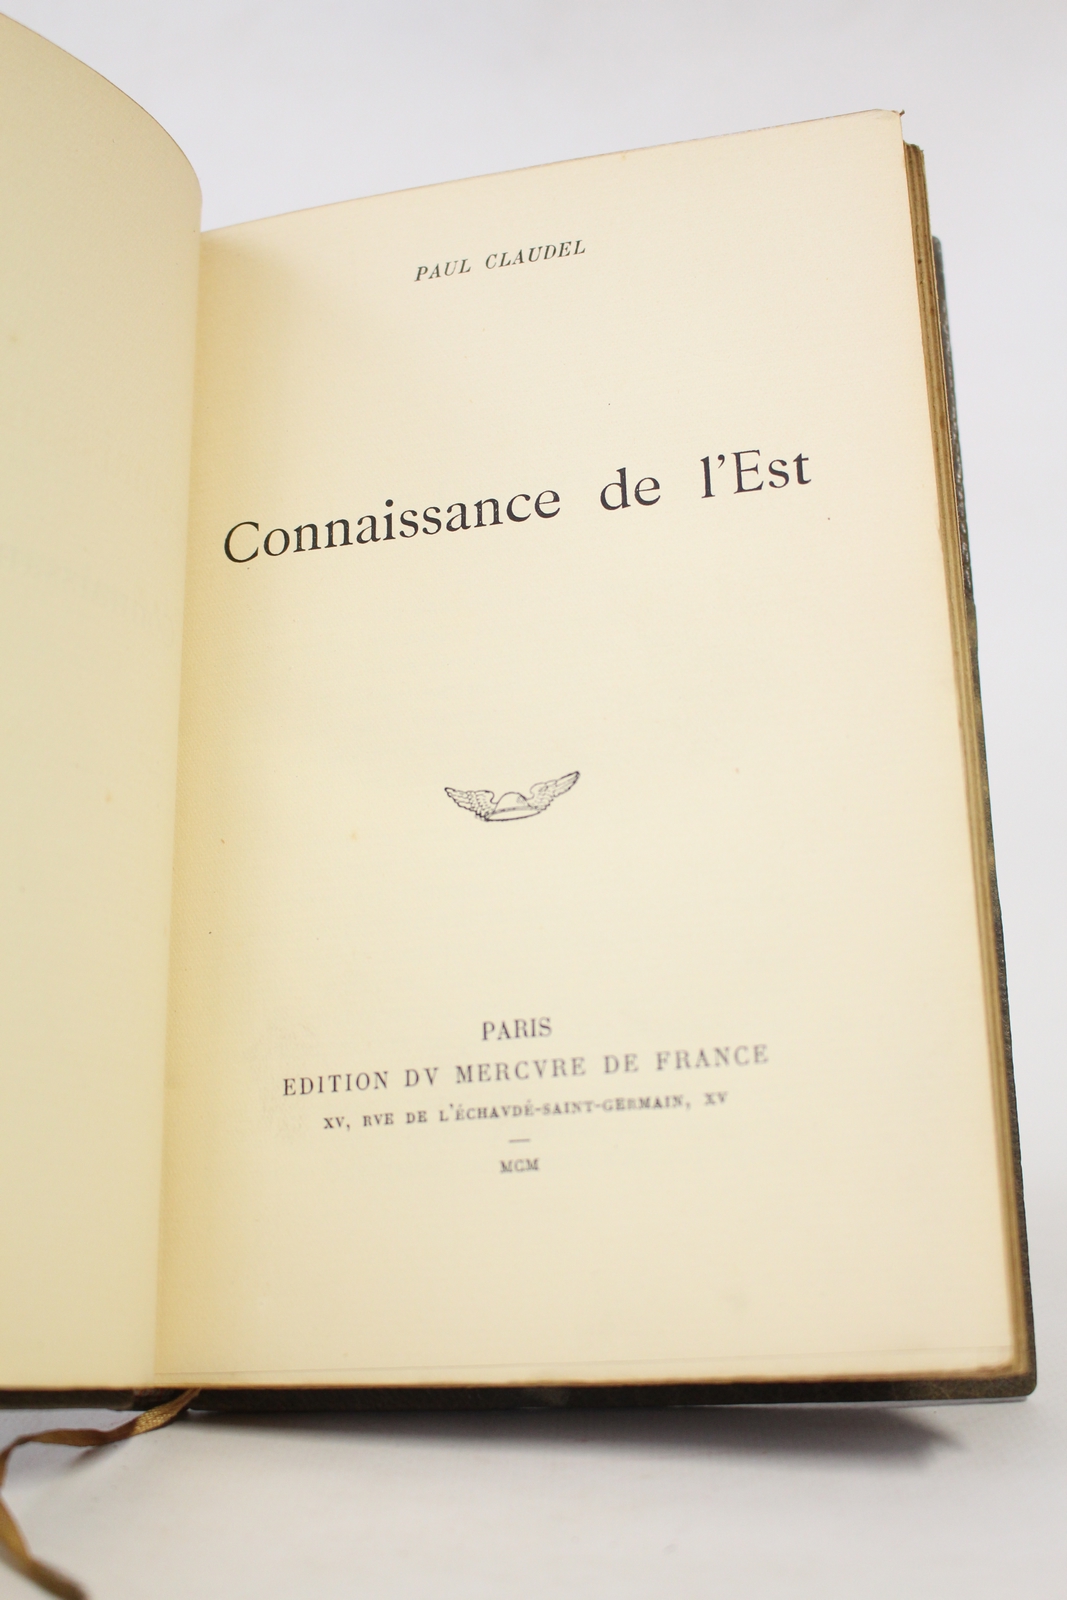 PAUL CLAUDEL
Connaissance de l'Est
PARIS
EDITION DV MERCVRE DE FRANCE
XV, RVE DE L'ÉCHAVDÉ-SAINT-GERMAIN, XV
MCM